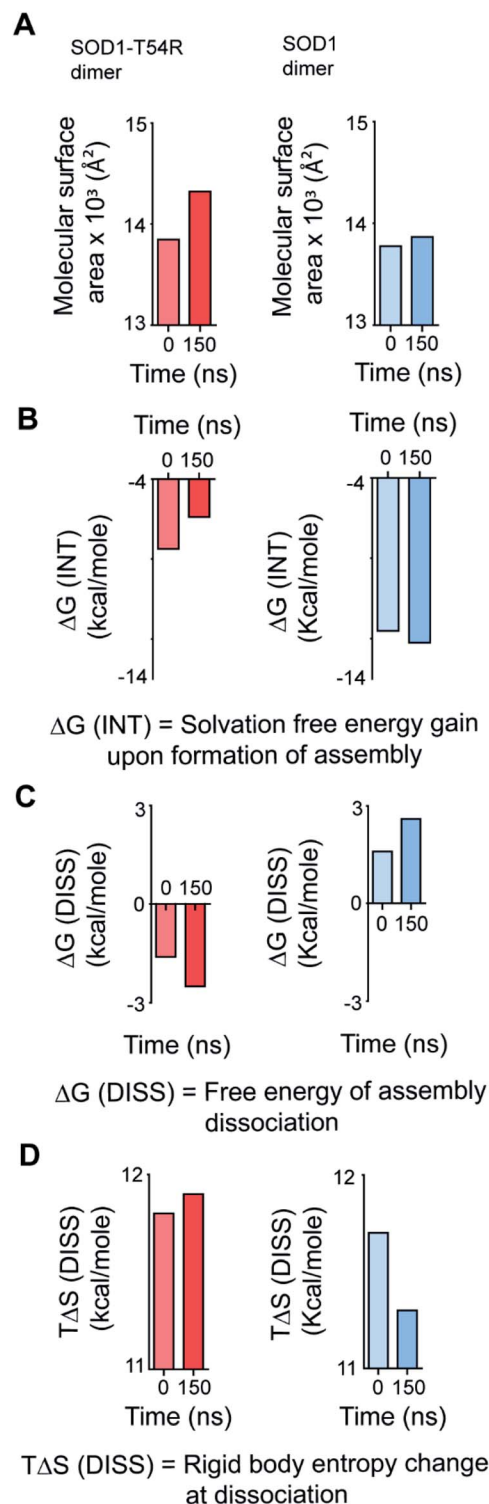 A
SOD1-T54R
dimer
SOD1
dimer
Molecular surface
area x 10³ (Å²)
15
14
13
0 150
Time (ns)
Molecular surface
area x 10³ (Å²)
15
14
13
0 150
Time (ns)
B
Time (ns)
0 150
-4
-14
ΔG (INT)
(kcal/mole)
Time (ns)
0 150
-4
-14
ΔG (INT)
(Kcal/mole)
ΔG (INT) = Solvation free energy gain
upon formation of assembly
C
3
0
-3
0 150
ΔG (DISS)
(kcal/mole)
Time (ns)
3
0
-3
0 150
ΔG (DISS)
(Kcal/mole)
Time (ns)
ΔG (DISS) = Free energy of assembly
dissociation
D
12
11
TΔS (DISS)
(kcal/mole)
0 150
Time (ns)
12
11
TΔS (DISS)
(Kcal/mole)
0 150
Time (ns)
TΔS (DISS) = Rigid body entropy change
at dissociation